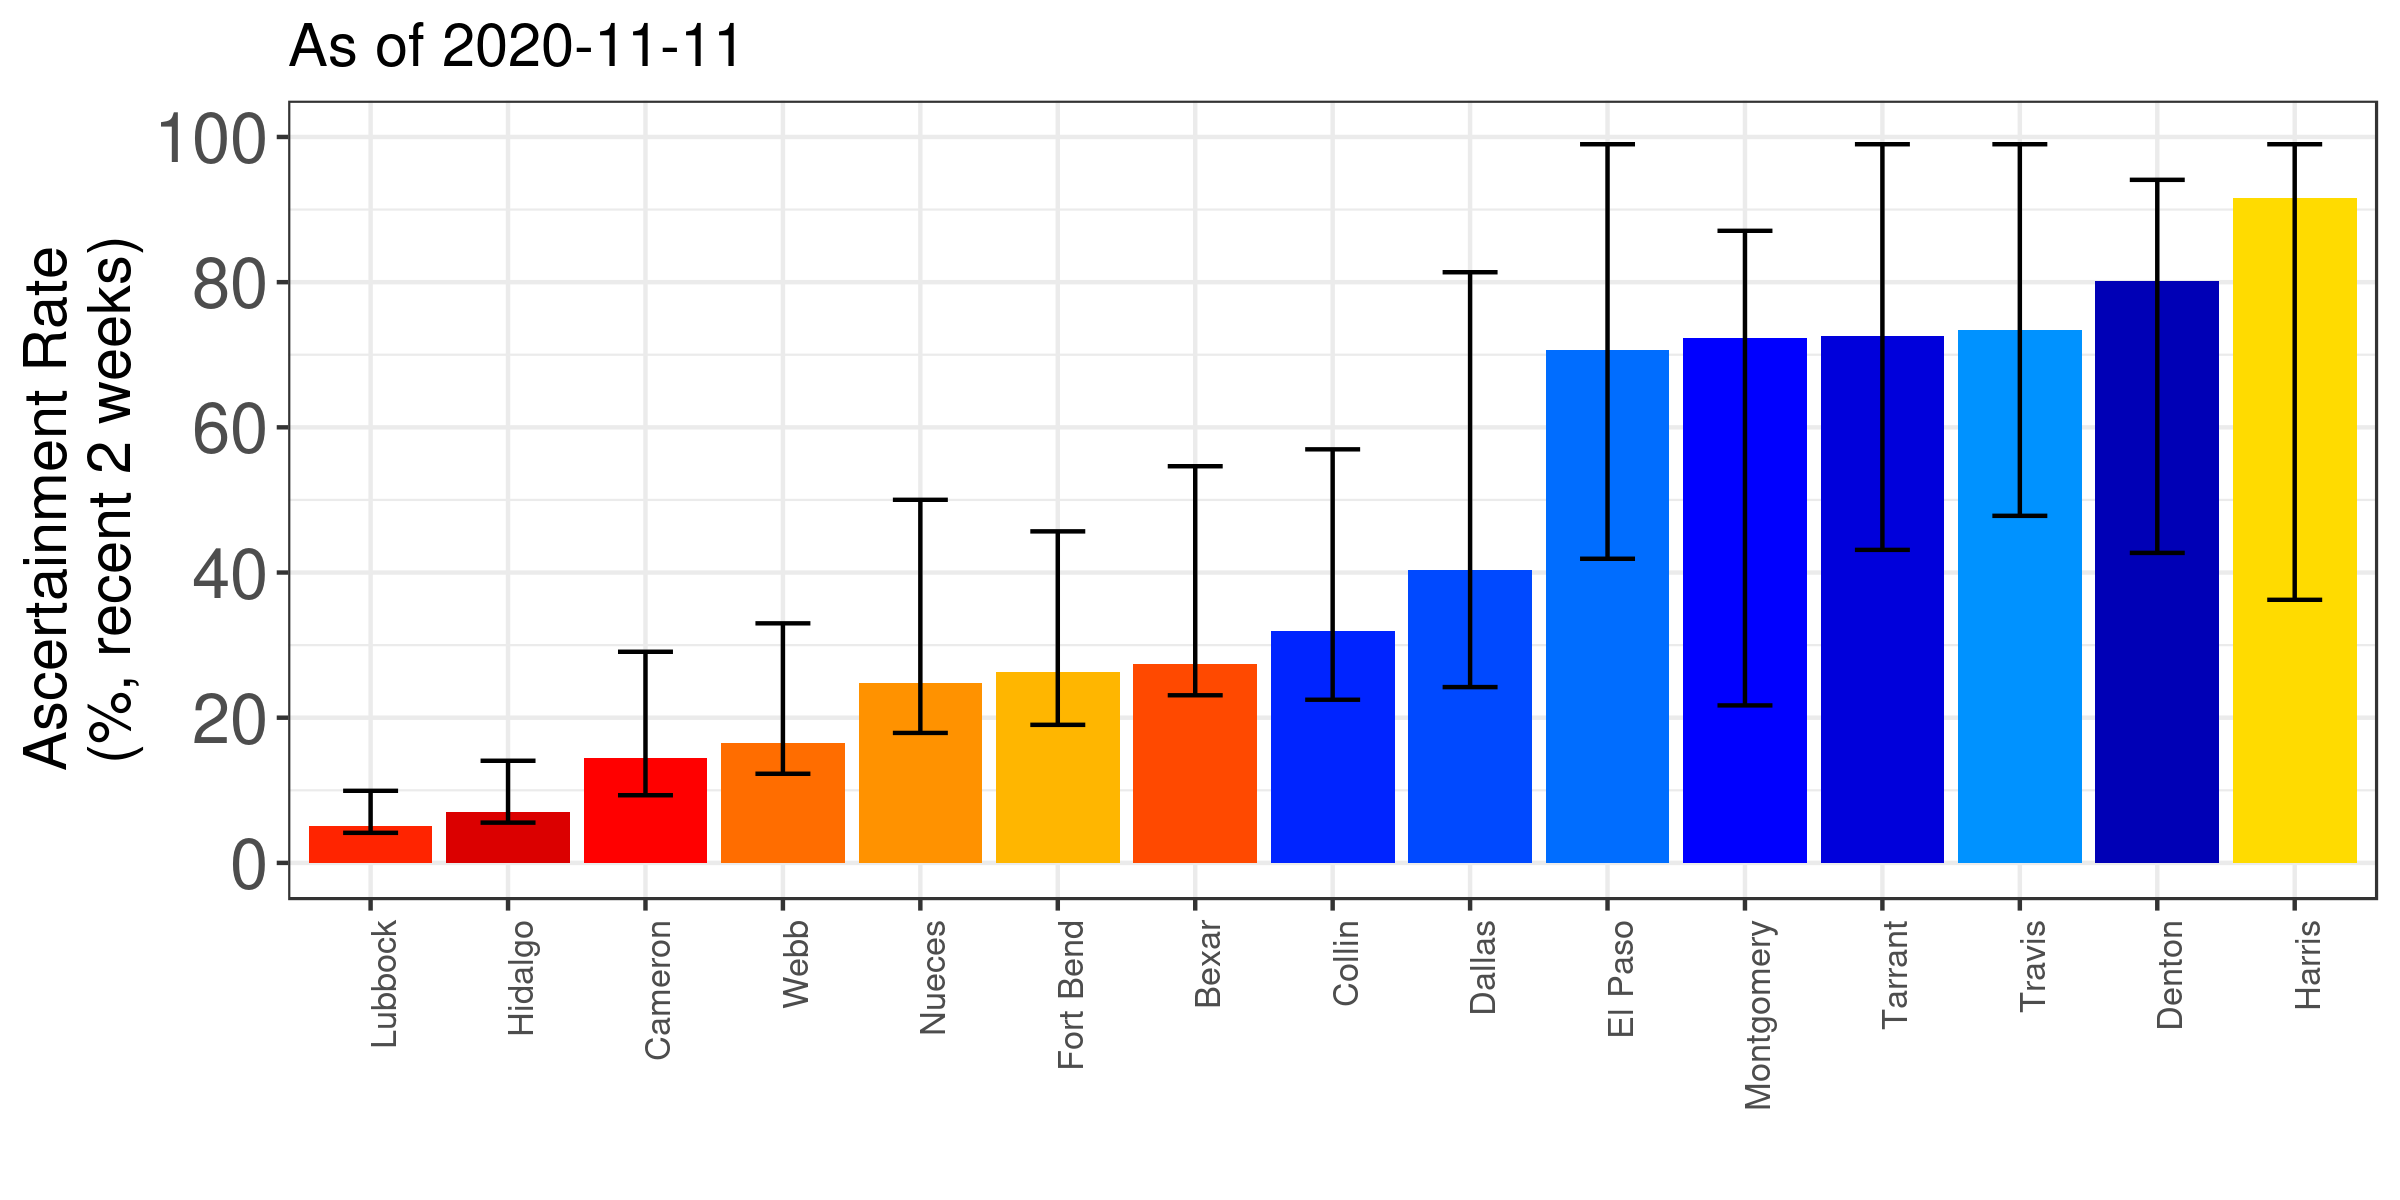 As of 2020-11-11
Ascertainment Rate
(%, recent 2 weeks)
100
80
60
40
20
0
Lubbock
Hidalgo
Cameron
Webb
Nueces
Fort Bend
Bexar
Collin
Dallas
El Paso
Montgomery
Tarrant
Travis
Denton
Harris